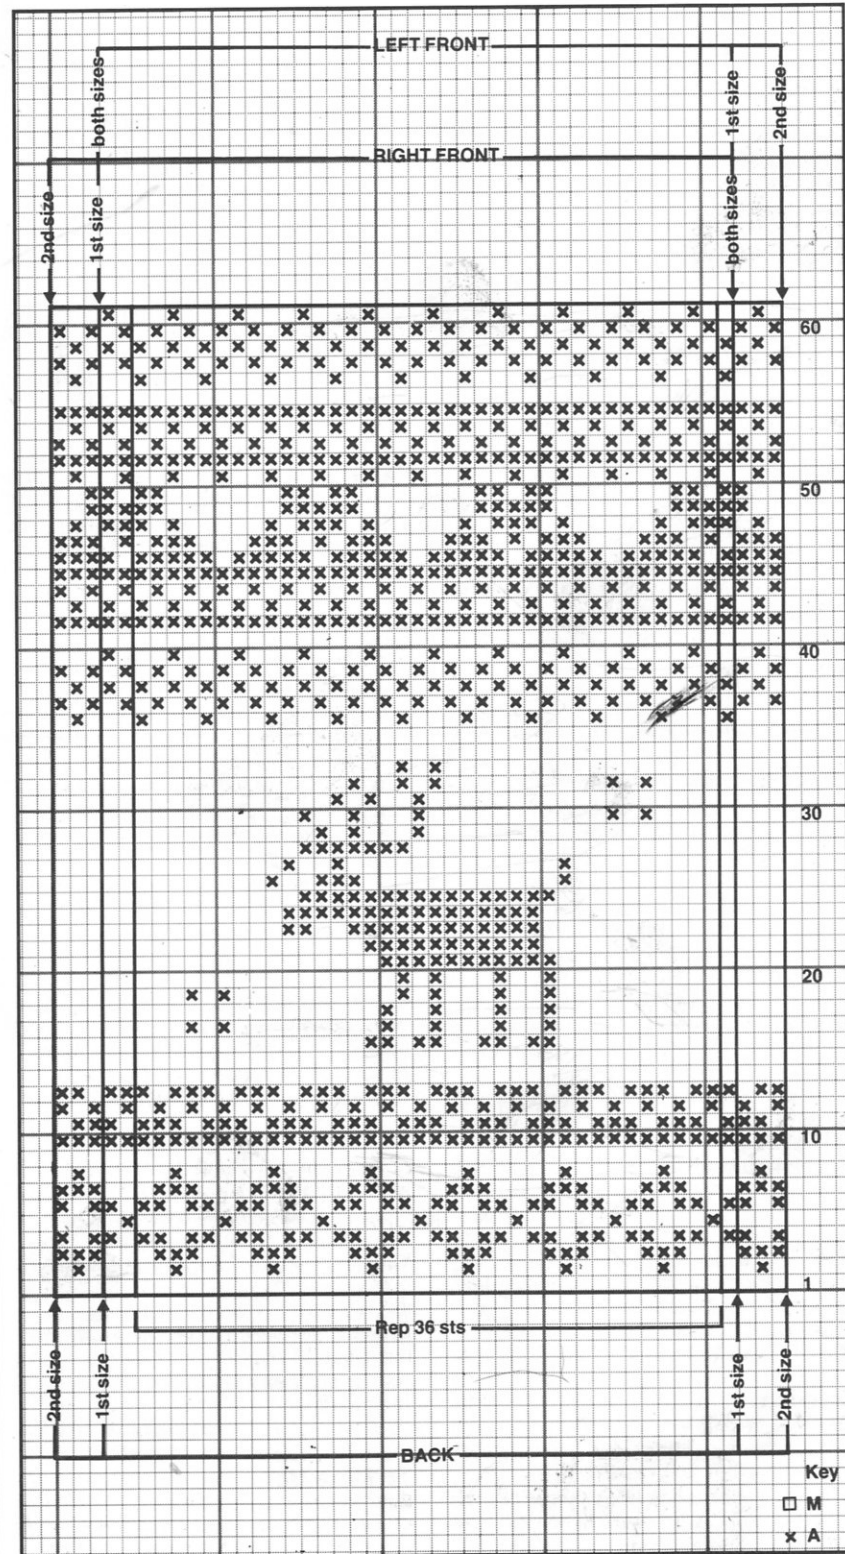 LEFT FRONT
both sizes
1st size
2nd size
RIGHT FRONT
2nd size
1st size
both sizes
60
50
40
30
20
10
1
Rep 36 sts
2nd size
1st size
1st size
2nd size
BACK
Key
M
x A